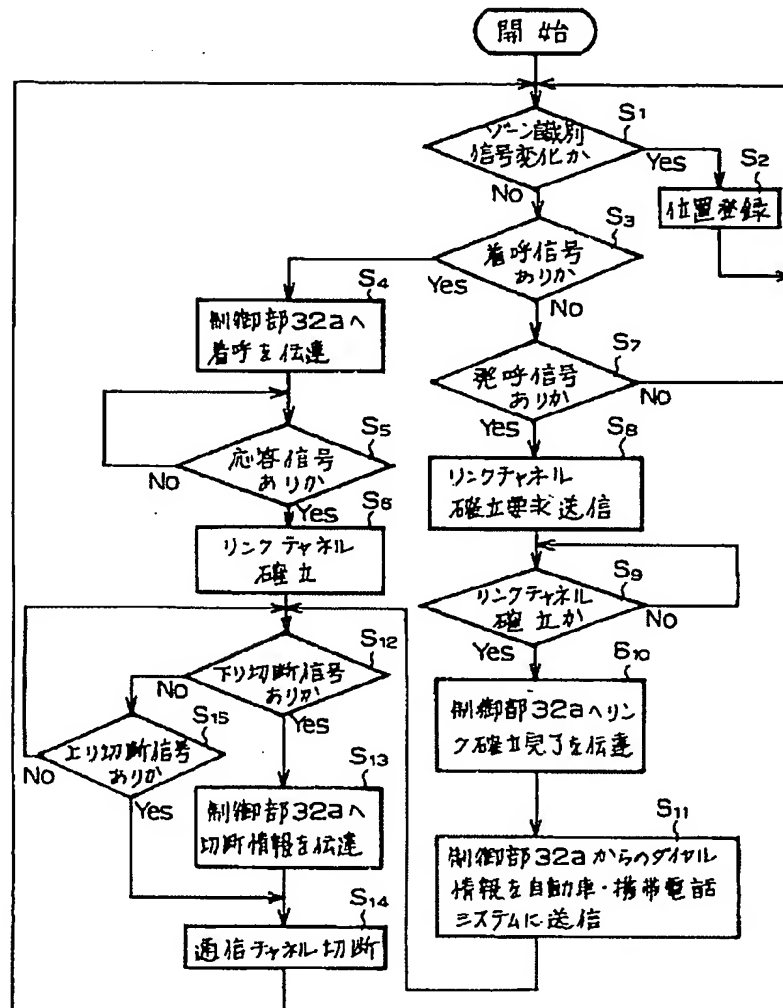 開始
S1
ゾーン識別
信号変化か
Yes
No
S2
位置登録
S3
着呼信号
ありか
Yes
No
S4
制御部32aへ
着呼を伝達
S5
応答信号
ありか
No
Yes
S6
リンクチャネル
確立
S7
発呼信号
ありか
No
Yes
S8
リンクチャネル
確立要求送信
S9
リンクチャネル
確立か
No
Yes
S10
制御部32aへリン
ク確立完了を伝達
S11
制御部32aからのダイヤル
情報を自動車・携帯電話
システムに送信
S12
下り切断信号
ありか
No
Yes
S15
上り切断信号
ありか
No
Yes
S13
制御部32aへ
切断情報を伝達
S14
通信チャネル切断